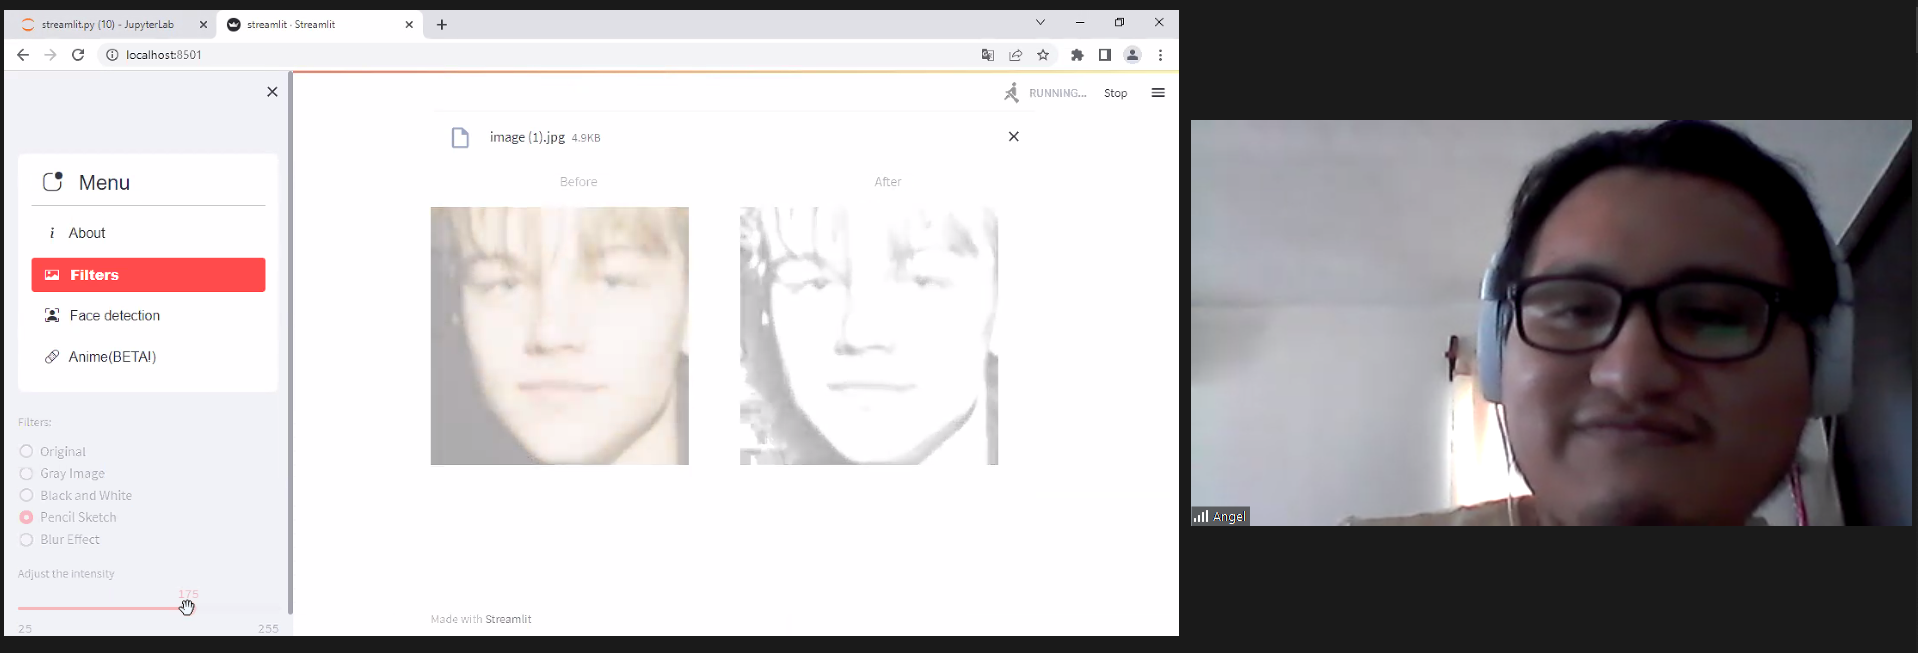 streamlit.py (10) - JupyterLab
streamlit · Streamlit
localhost:8501
RUNNING...
Stop
image (1).jpg 4.9KB
Before
After
Menu
About
Filters
Face detection
Anime(BETA!)
Filters:
Original
Gray Image
Black and White
Pencil Sketch
Blur Effect
Adjust the intensity
175
25
255
Made with Streamlit
Angel